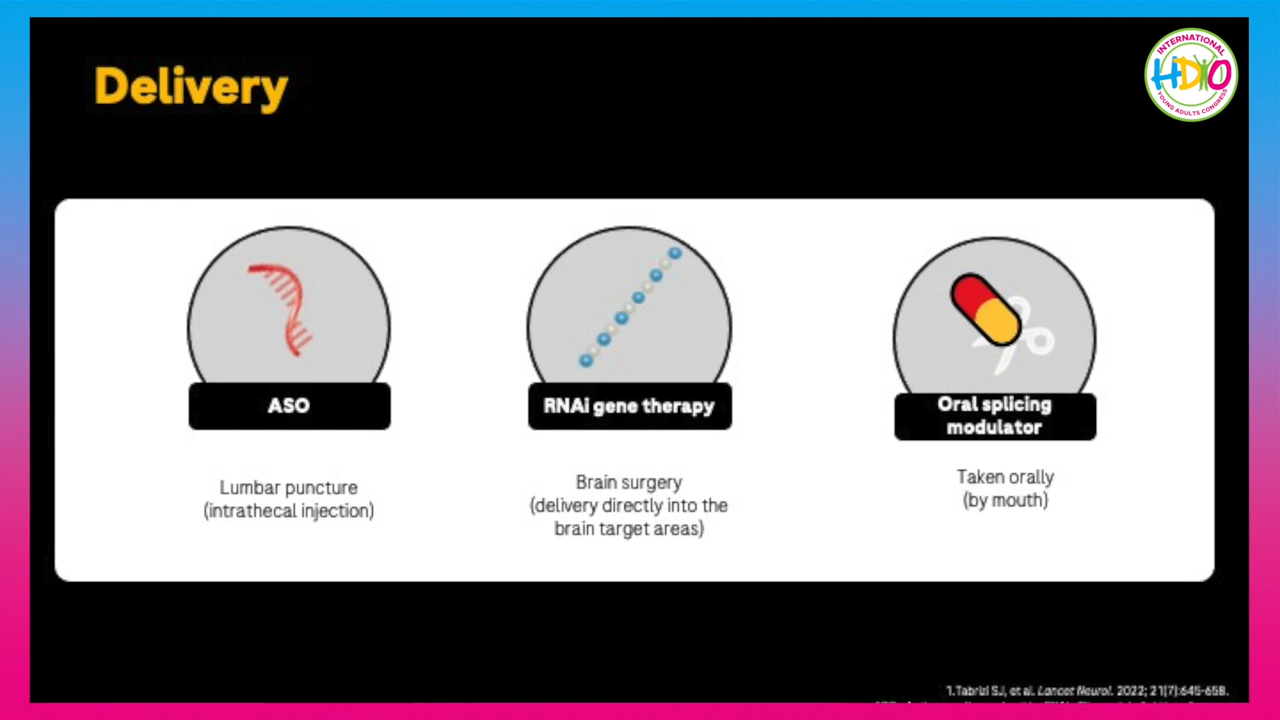 INTERNATIONAL
HDYO
YOUNG ADULTS CONGRESS
Delivery
ASO
RNAi gene therapy
Oral splicing
modulator
Lumbar puncture
(intrathecal injection)
Brain surgery
(delivery directly into the
brain target areas)
Taken orally
(by mouth)
1.Tabrizi SJ, et al. Lancet Neurol. 2022; 21(7):645-658.